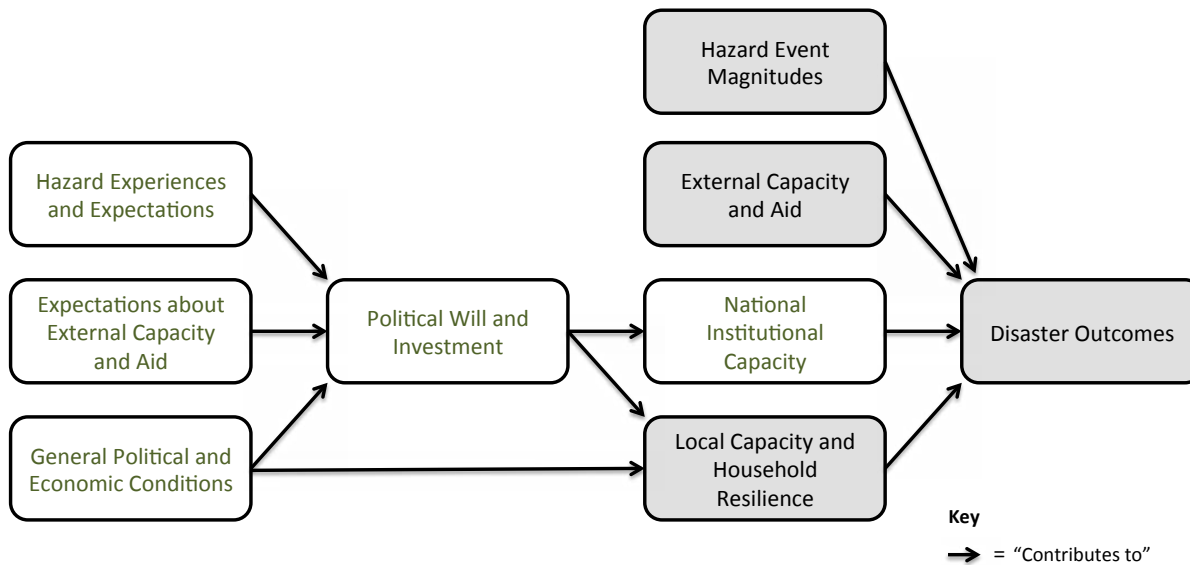 Hazard Event
Magnitudes
Hazard Experiences
and Expectations
External Capacity
and Aid
Expectations about
External Capacity
and Aid
Political Will and
Investment
National
Institutional
Capacity
Disaster Outcomes
General Political and
Economic Conditions
Local Capacity and
Household
Resilience
Key
= “Contributes to”